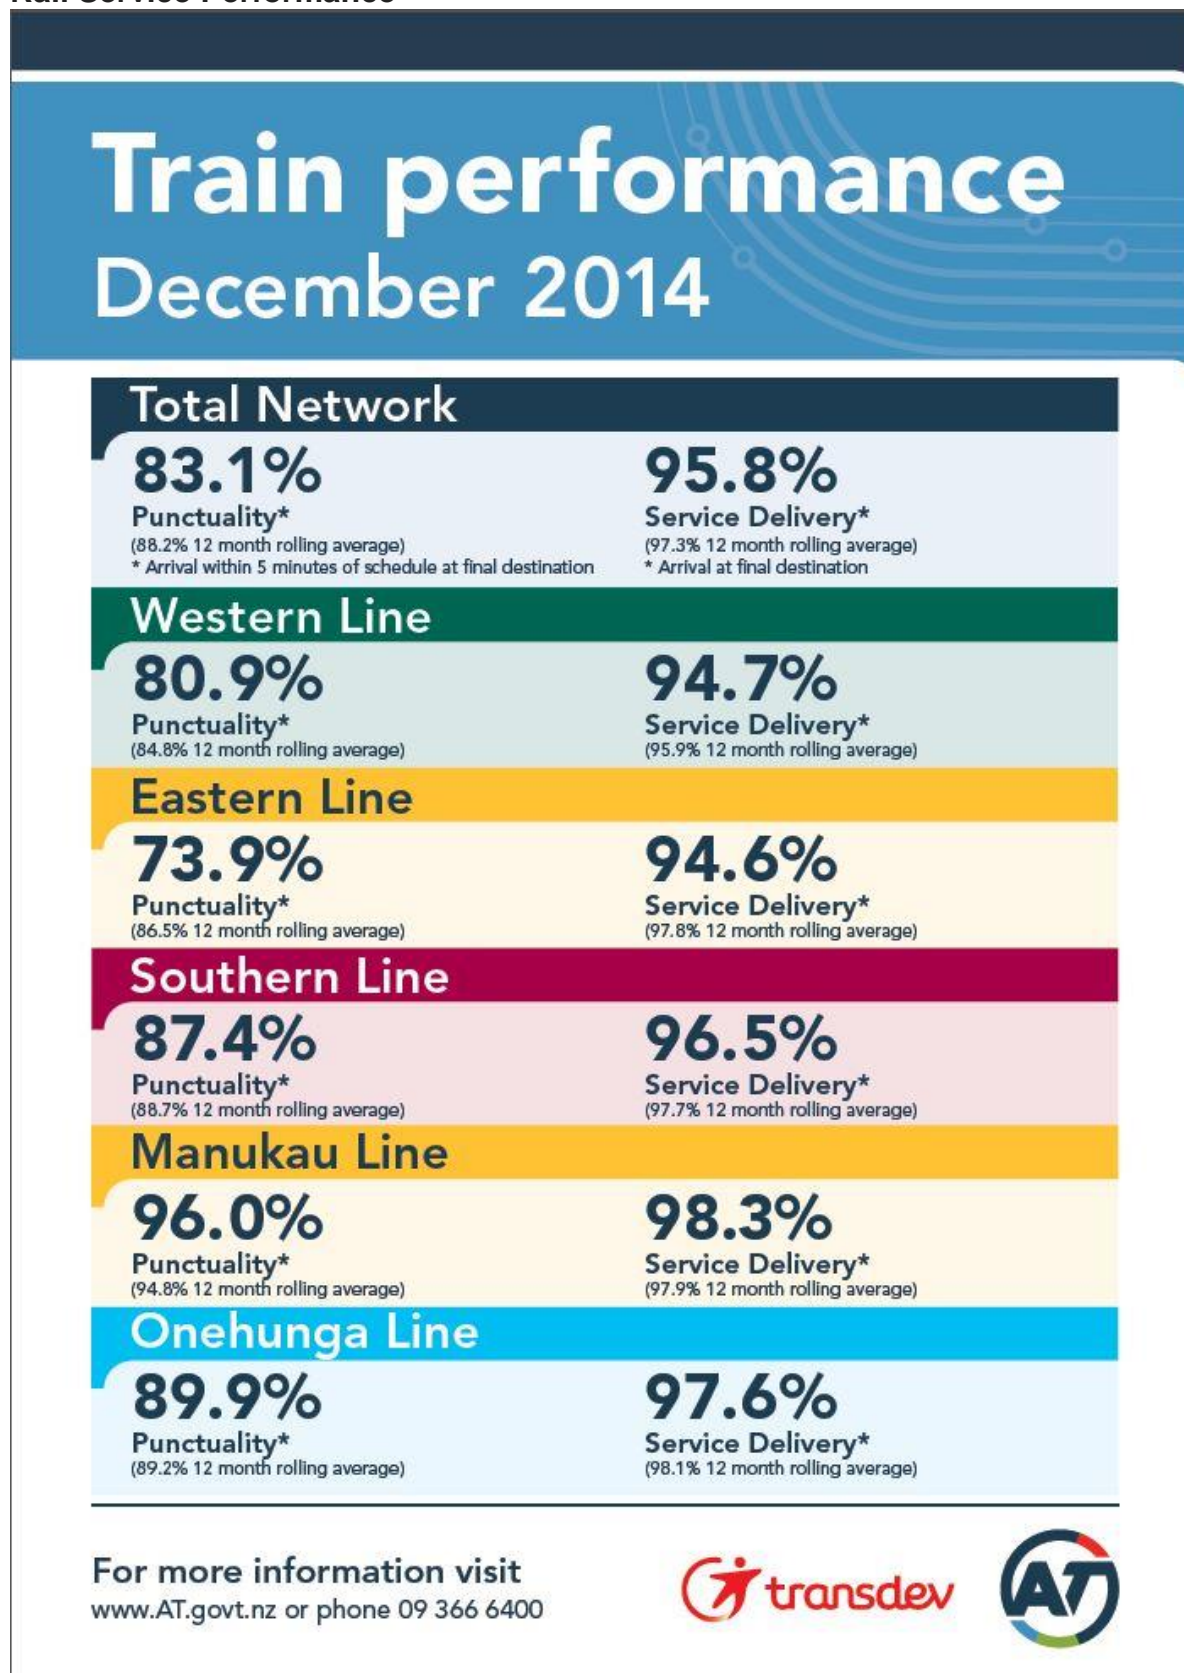 Rail Service Performance
Train performance
December 2014
Total Network
83.1%
Punctuality*
(88.2% 12 month rolling average)
* Arrival within 5 minutes of schedule at final destination
95.8%
Service Delivery*
(97.3% 12 month rolling average)
* Arrival at final destination
Western Line
80.9%
Punctuality*
(84.8% 12 month rolling average)
94.7%
Service Delivery*
(95.9% 12 month rolling average)
Eastern Line
73.9%
Punctuality*
(86.5% 12 month rolling average)
94.6%
Service Delivery*
(97.8% 12 month rolling average)
Southern Line
87.4%
Punctuality*
(88.7% 12 month rolling average)
96.5%
Service Delivery*
(97.7% 12 month rolling average)
Manukau Line
96.0%
Punctuality*
(94.8% 12 month rolling average)
98.3%
Service Delivery*
(97.9% 12 month rolling average)
Onehunga Line
89.9%
Punctuality*
(89.2% 12 month rolling average)
97.6%
Service Delivery*
(98.1% 12 month rolling average)
For more information visit
www.AT.govt.nz or phone 09 366 6400
transdev
AT